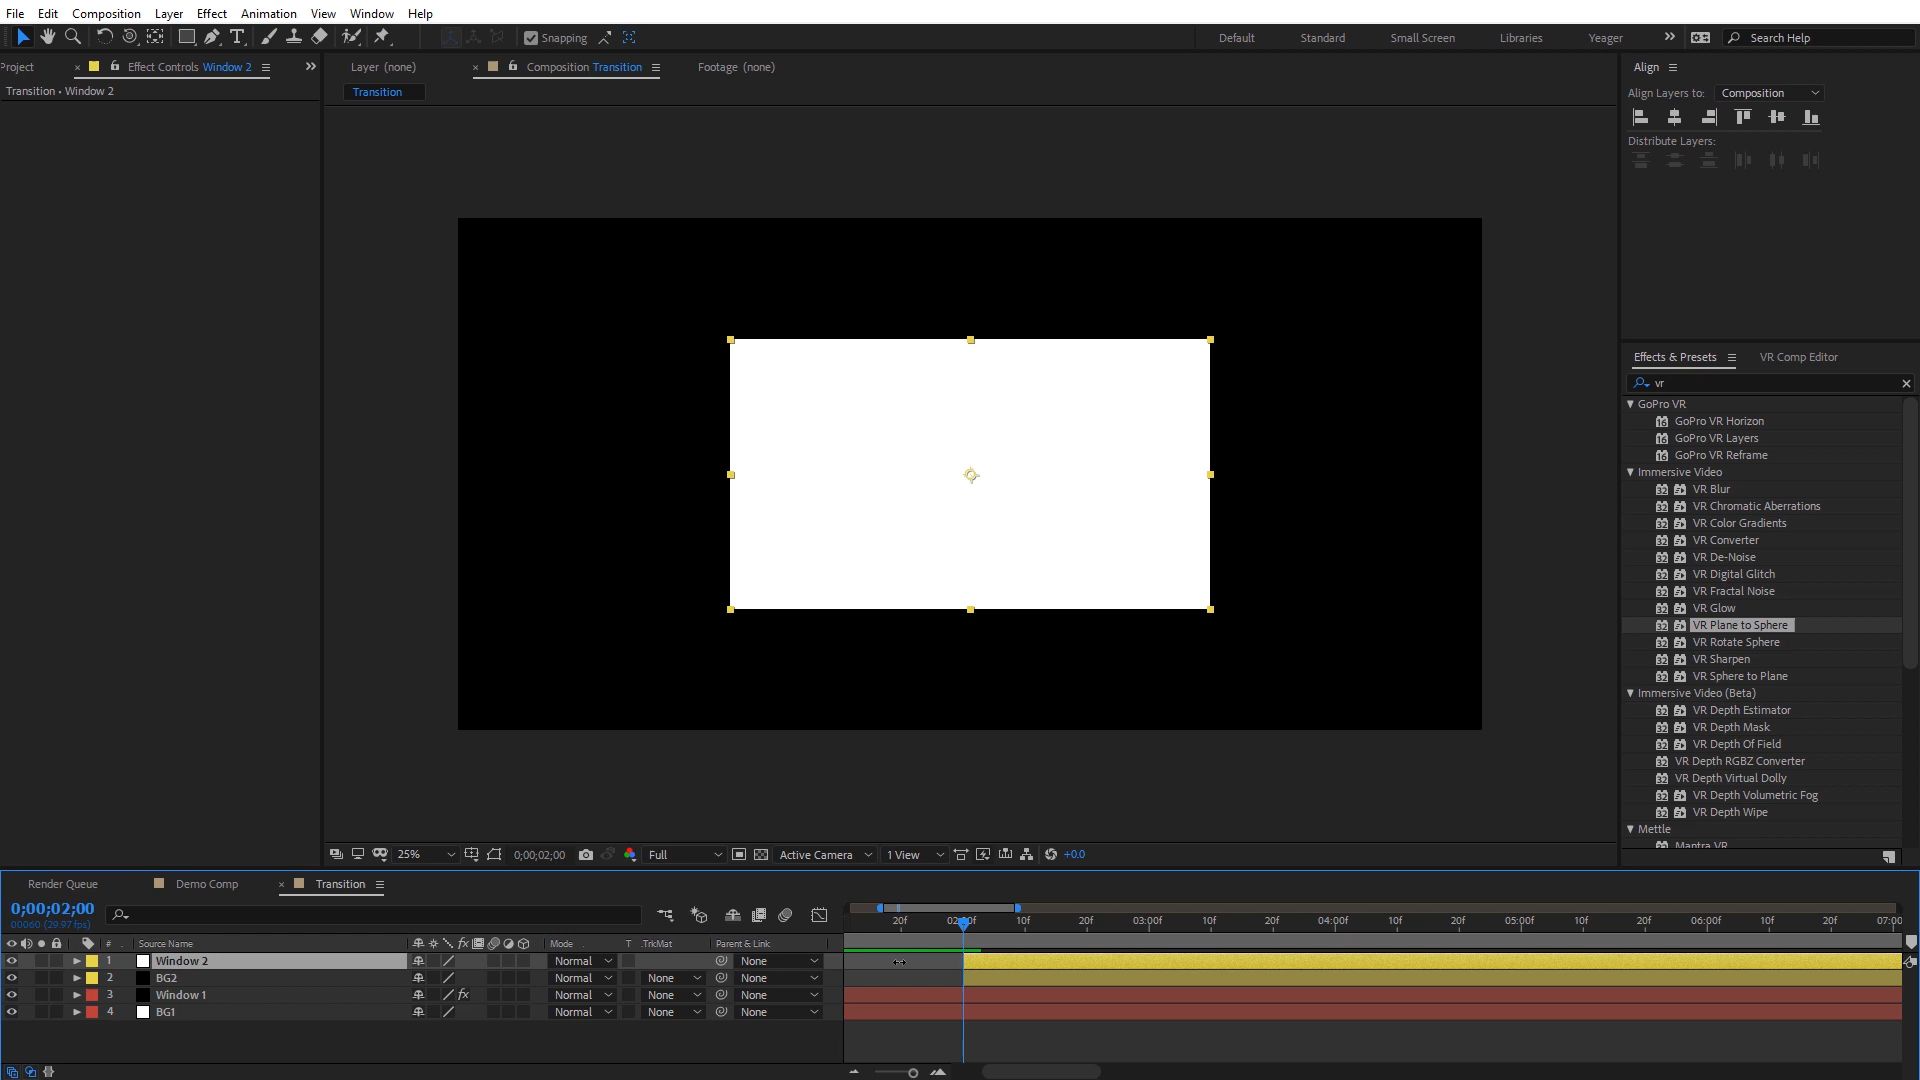 File Edit Composition Layer Effect Animation View Window Help
Snapping Default Standard Small Screen Libraries Yeager Search Help
Project × Effect Controls Window 2
Layer (none) × Composition Transition Footage (none)
Align
Transition • Window 2
Transition
Align Layers to: Composition
Distribute Layers:
Effects & Presets VR Comp Editor
vr
GoPro VR
GoPro VR Horizon
GoPro VR Layers
GoPro VR Reframe
Immersive Video
VR Blur
VR Chromatic Aberrations
VR Color Gradients
VR Converter
VR De-Noise
VR Digital Glitch
VR Fractal Noise
VR Glow
VR Plane to Sphere
VR Rotate Sphere
VR Sharpen
VR Sphere to Plane
Immersive Video (Beta)
VR Depth Estimator
VR Depth Mask
VR Depth Of Field
VR Depth RGBZ Converter
VR Depth Virtual Dolly
VR Depth Volumetric Fog
VR Depth Wipe
Mettle
Mantra VR
25% 0;00;02;00 Full Active Camera 1 View +0.0
Render Queue Demo Comp × Transition
0;00;02;00
00060 (29.97 fps)
20f 02:00f 10f 20f 03:00f 10f 20f 04:00f 10f 20f 05:00f 10f 20f 06:00f 10f 20f 07:00
# Source Name fx Mode T .TrkMat Parent & Link
1 Window 2 Normal None
2 BG2 Normal None None
3 Window 1 fx Normal None None
4 BG1 Normal None None